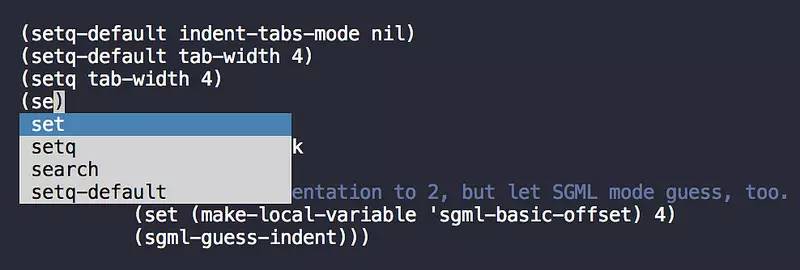 (setq-default indent-tabs-mode nil)
(setq-default tab-width 4)
(setq tab-width 4)
(se)
set
setq k
search
setq-default entation to 2, but let SGML mode guess, too.
(set (make-local-variable 'sgml-basic-offset) 4)
(sgml-guess-indent)))